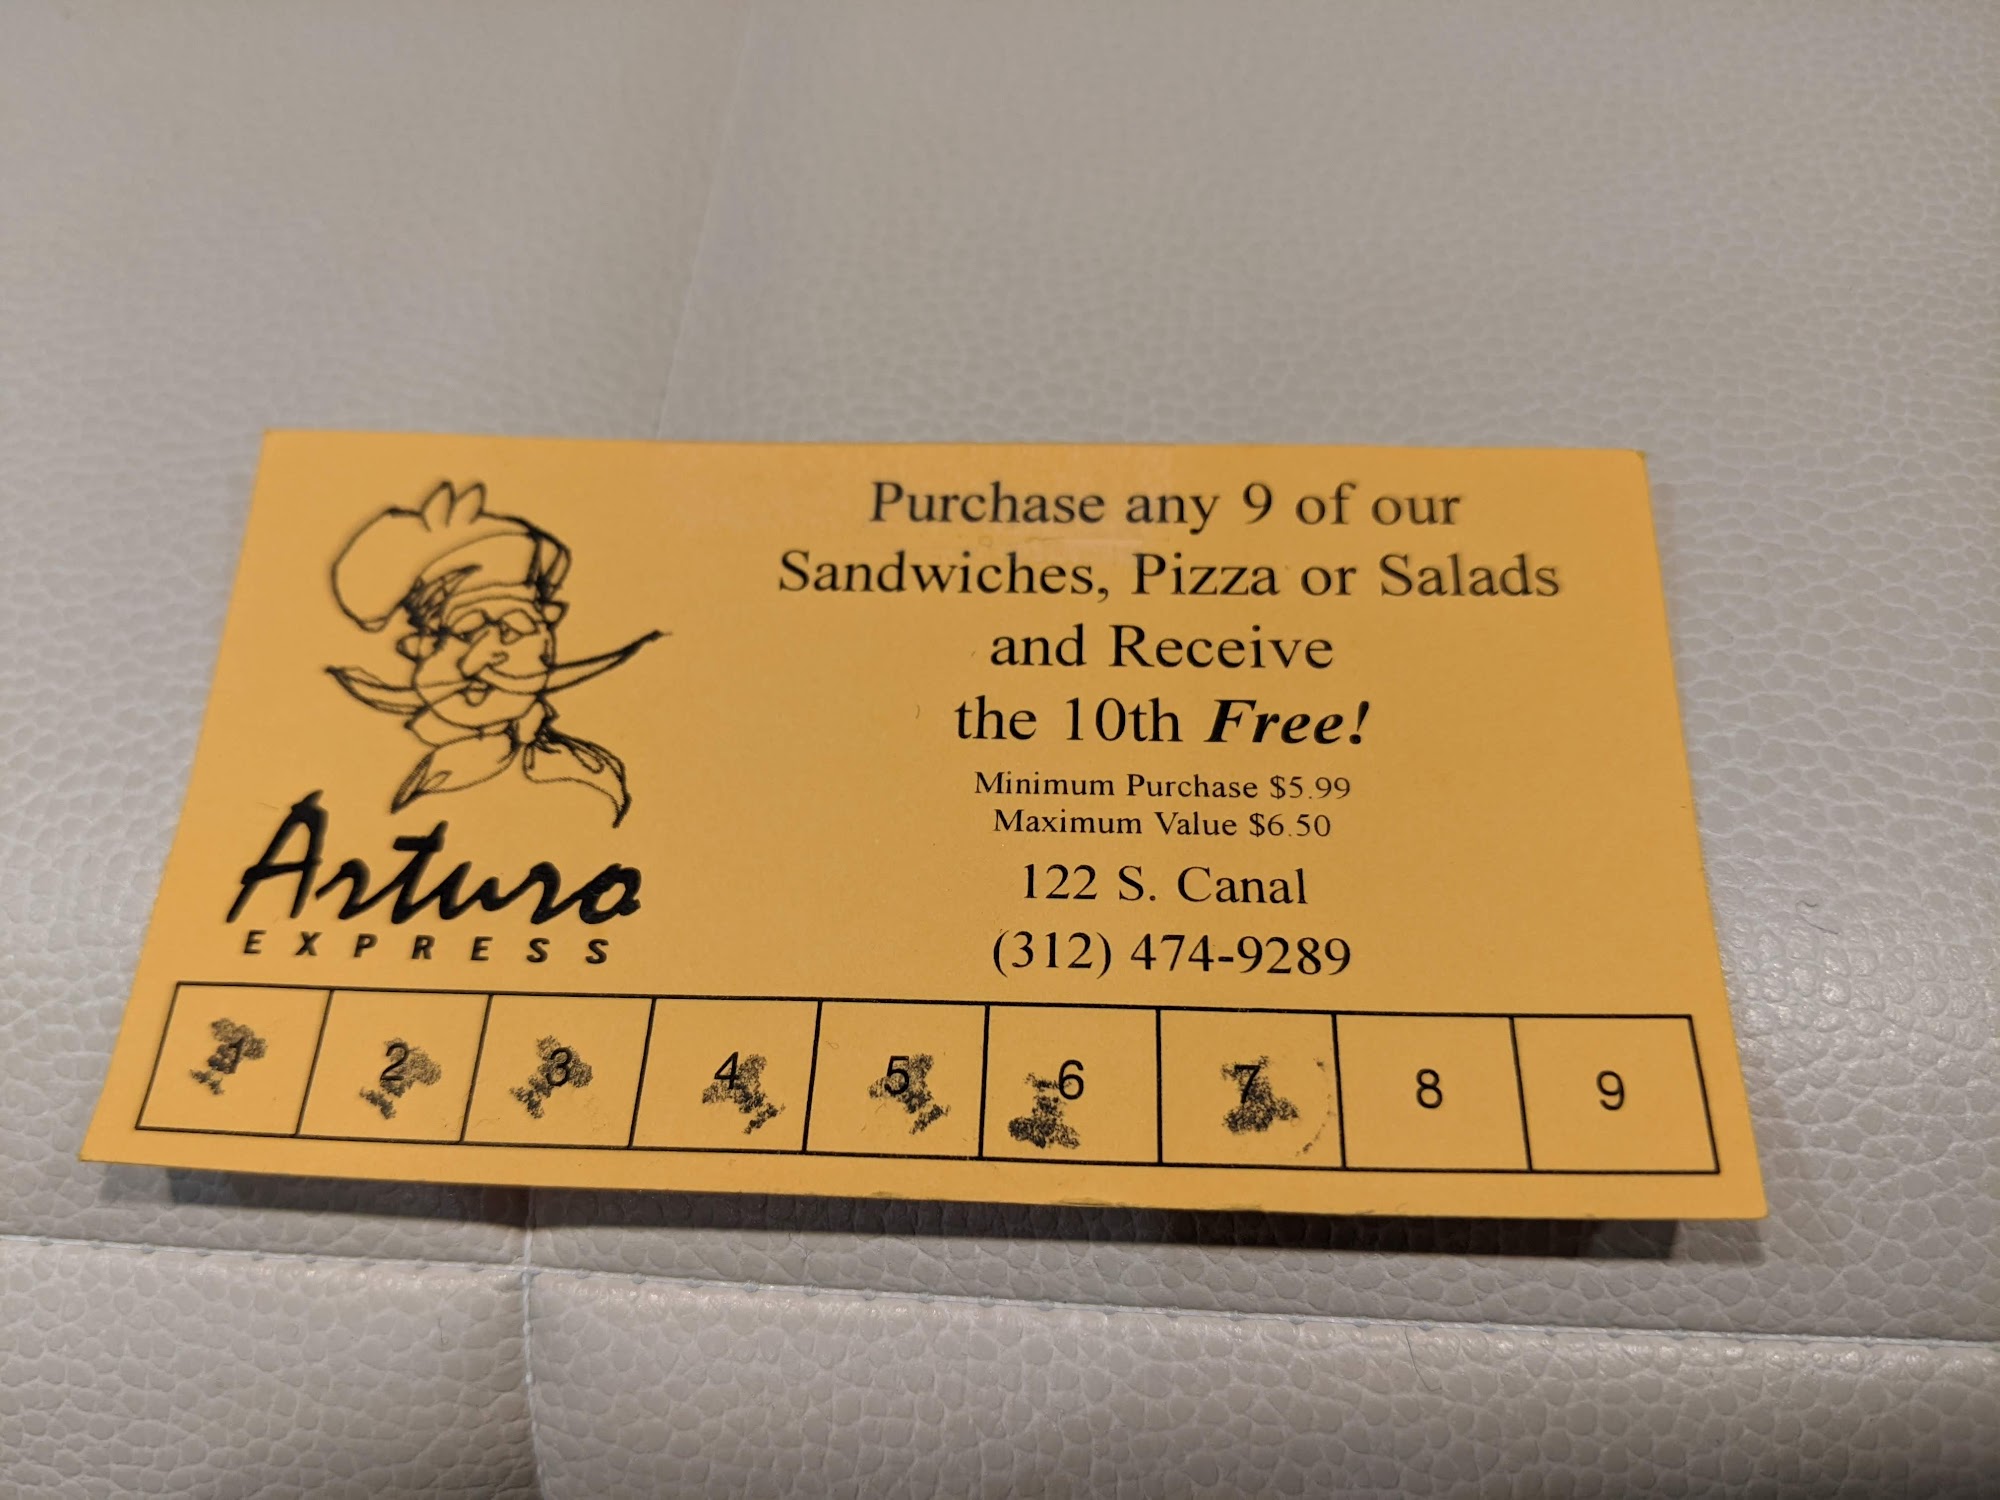 Purchase any 9 of our
Sandwiches, Pizza or Salads
and Receive
the 10th Free!
Minimum Purchase $5.99
Maximum Value $6.50
122 S. Canal
(312) 474-9289
Arturo
EXPRESS
1 2 3 4 5 6 7 8 9